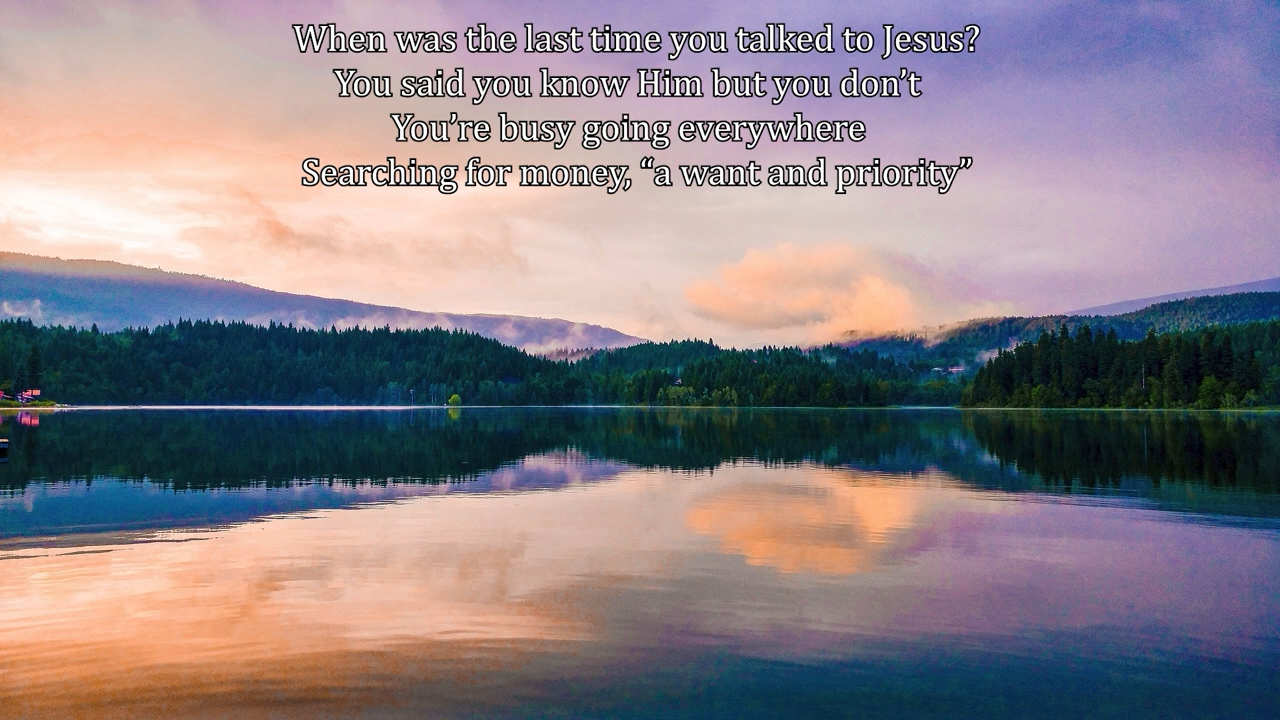 When was the last time you talked to Jesus?
You said you know Him but you don’t
You’re busy going everywhere
Searching for money, “a want and priority”